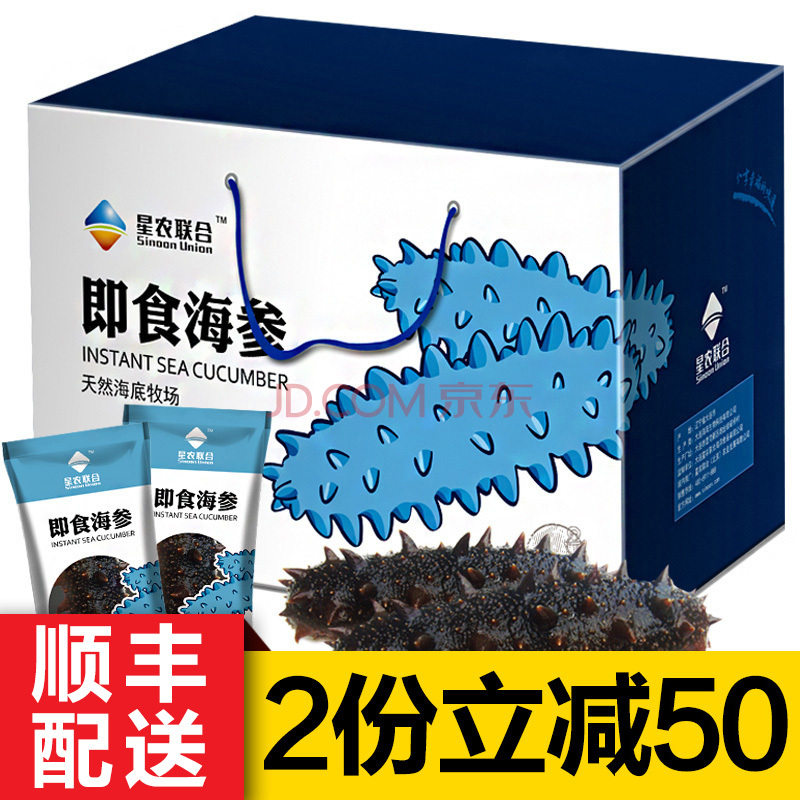 星农联合™
Sinoon Union
即食海参
INSTANT SEA CUCUMBER
天然海底牧场
JD.COM 京东
星农联合
即食海参
INSTANT SEA CUCUMBER
星农联合
即食海参
INSTANT SEA CUCUMBER
星农联合
Sinoon Union
顺丰
配送
2份立减50